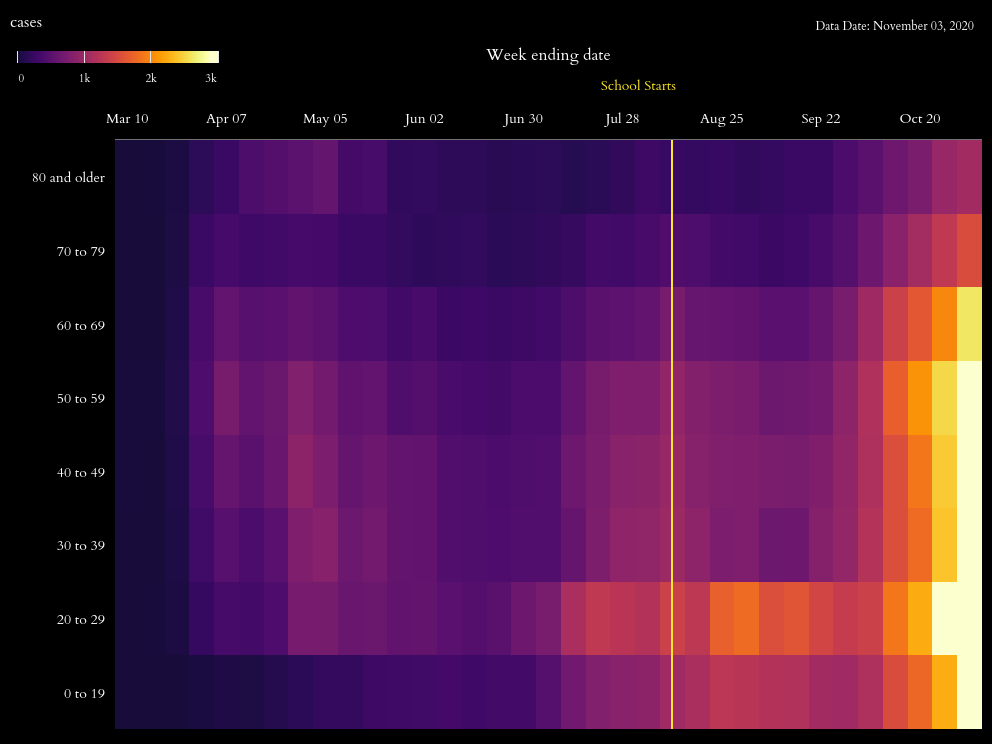 cases
Data Date: November 03, 2020
0 1k 2k 3k
Week ending date
School Starts
Mar 10 Apr 07 May 05 Jun 02 Jun 30 Jul 28 Aug 25 Sep 22 Oct 20
80 and older
70 to 79
60 to 69
50 to 59
40 to 49
30 to 39
20 to 29
0 to 19